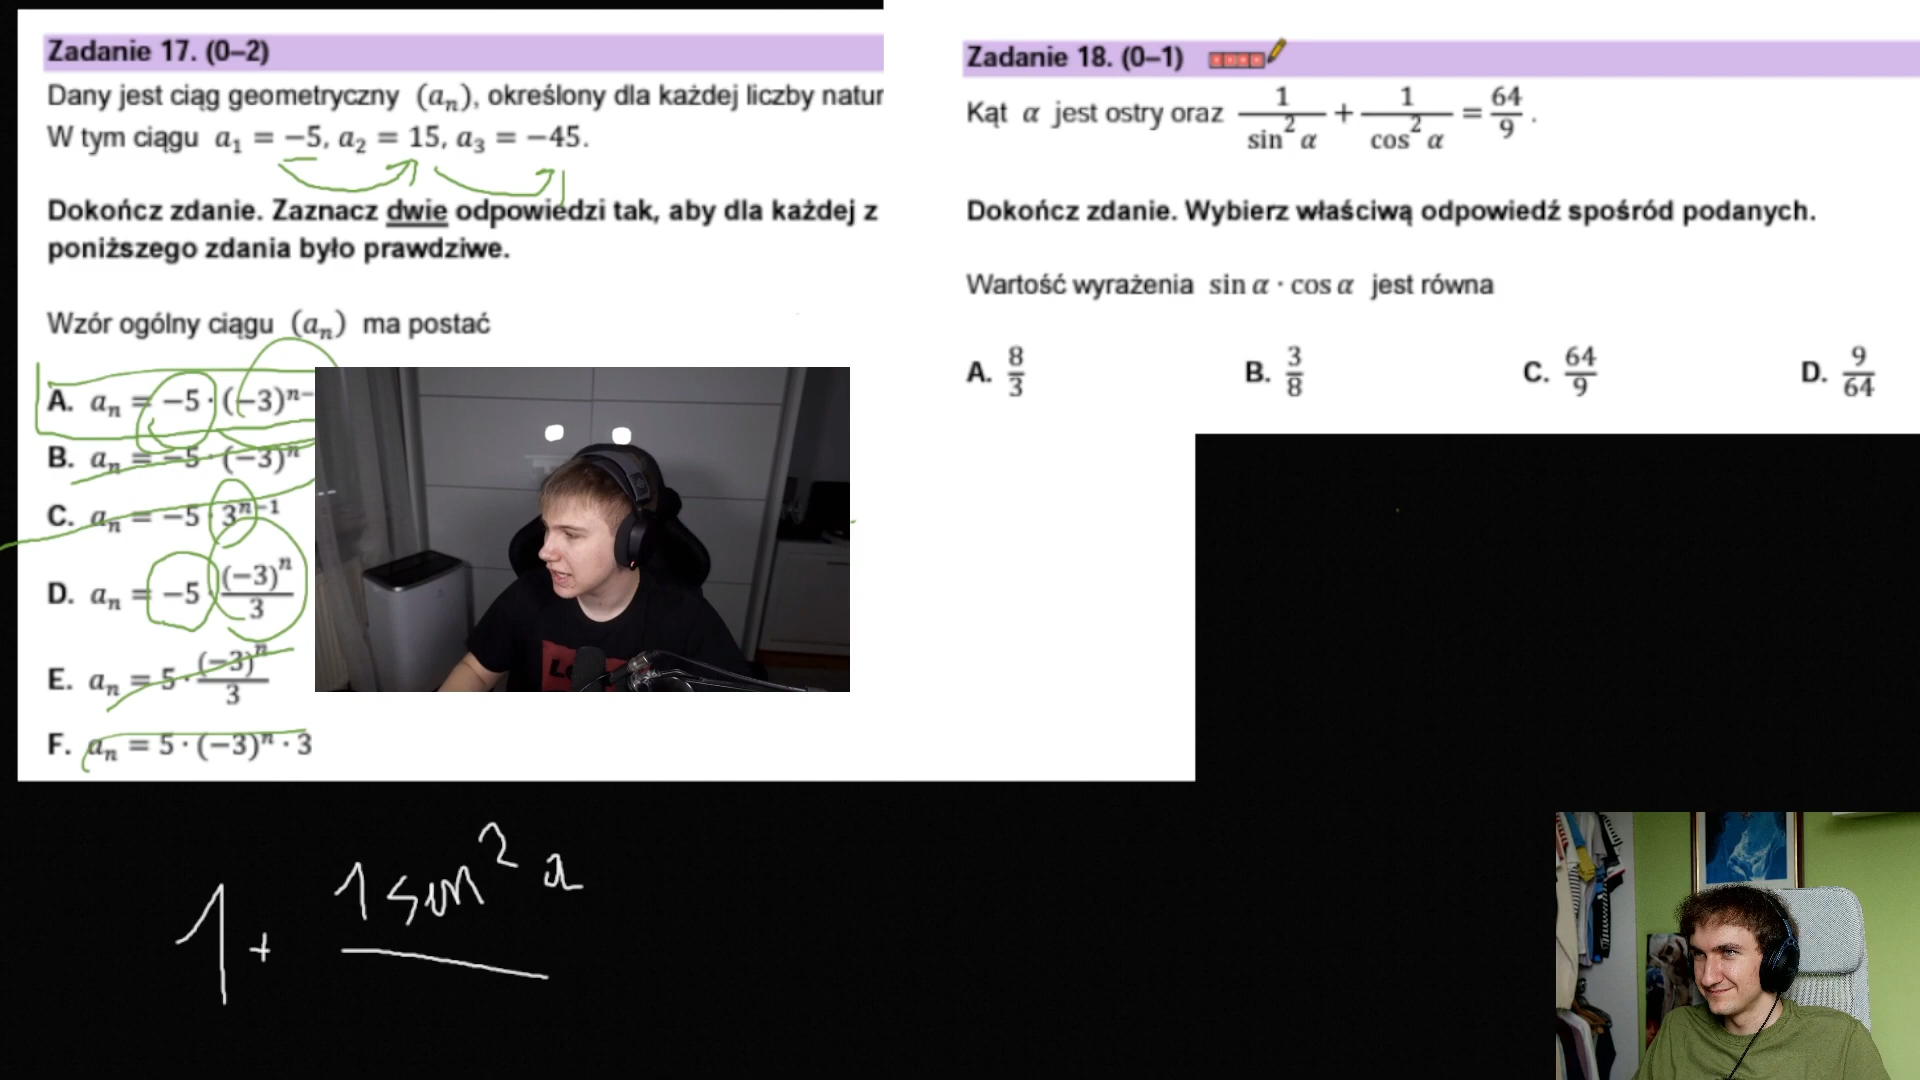 Zadanie 17. (0–2)
Dany jest ciąg geometryczny (aₙ), określony dla każdej liczby
W tym ciągu a₁ = −5, a₂ = 15, a₃ = −45.
Dokończ zdanie. Zaznacz dwie odpowiedzi tak, aby dla każdej z
poniższego zdania było prawdziwe.
Wzór ogólny ciągu (aₙ) ma postać
A. aₙ = −5 · (−3)ⁿ⁻
B. aₙ = −5 · (−3)ⁿ
C. aₙ = −5 · 3ⁿ⁻¹
D. aₙ = −5 · (−3)ⁿ/3
E. aₙ = 5 · (−3)ⁿ/3
F. aₙ = 5 · (−3)ⁿ · 3
Zadanie 18. (0–1)
Kąt α jest ostry oraz 1/sin² α + 1/cos² α = 64/9 .
Dokończ zdanie. Wybierz właściwą odpowiedź spośród podanych.
Wartość wyrażenia sin α · cos α jest równa
A. 8/3 B. 3/8 C. 64/9 D. 9/64
1 + 1 sin² α